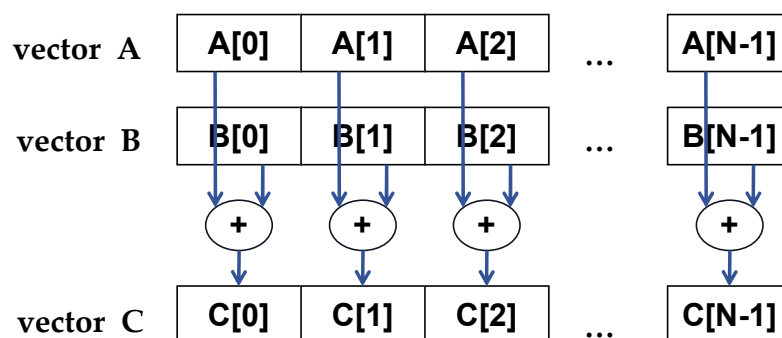 vector A A[0] A[1] A[2] ... A[N-1]
vector B B[0] B[1] B[2] ... B[N-1]
+ + + +
vector C C[0] C[1] C[2] ... C[N-1]